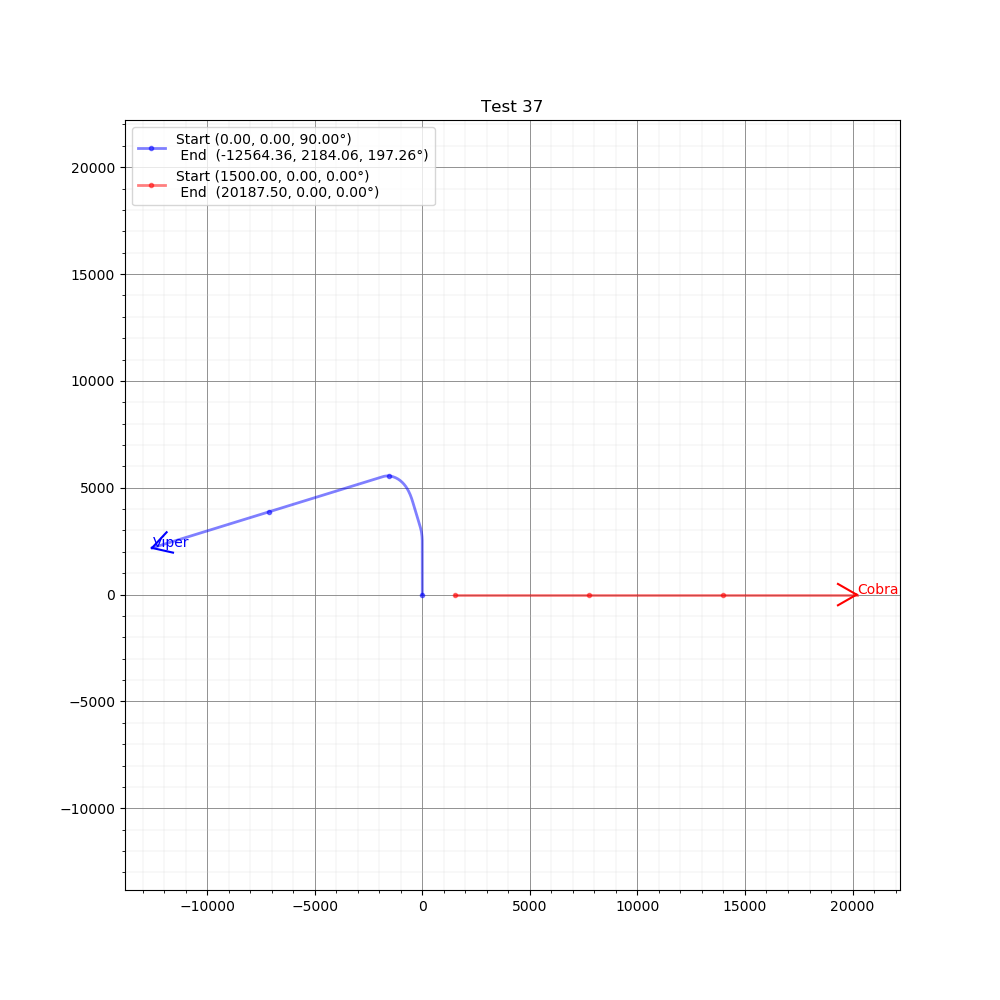 Test 37
Start (0.00, 0.00, 90.00°)
End  (-12564.36, 2184.06, 197.26°)
Start (1500.00, 0.00, 0.00°)
End  (20187.50, 0.00, 0.00°)
20000
15000
10000
5000
0
−5000
−10000
Viper
Cobra
−10000 −5000 0 5000 10000 15000 20000